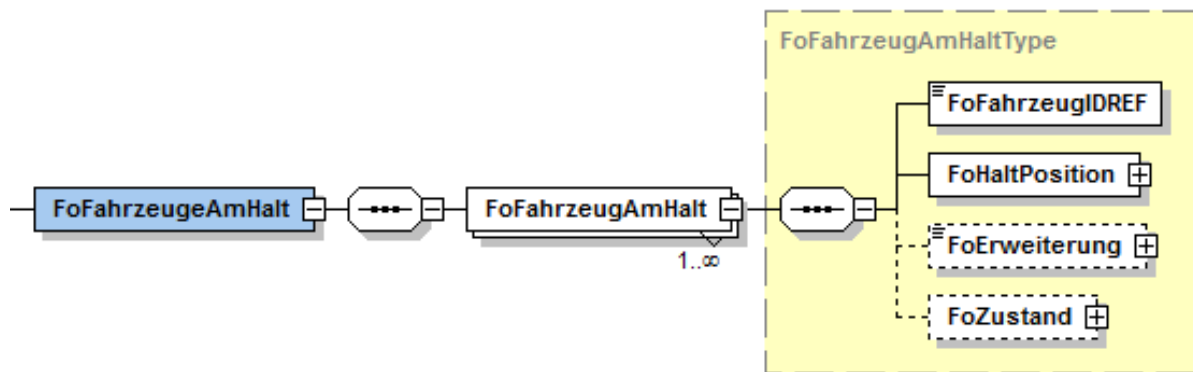 FoFahrzeugAmHaltType
FoFahrzeugIDREF
FoHaltPosition
FoFahrzeugeAmHalt
FoFahrzeugAmHalt
1..∞
FoErweiterung
FoZustand